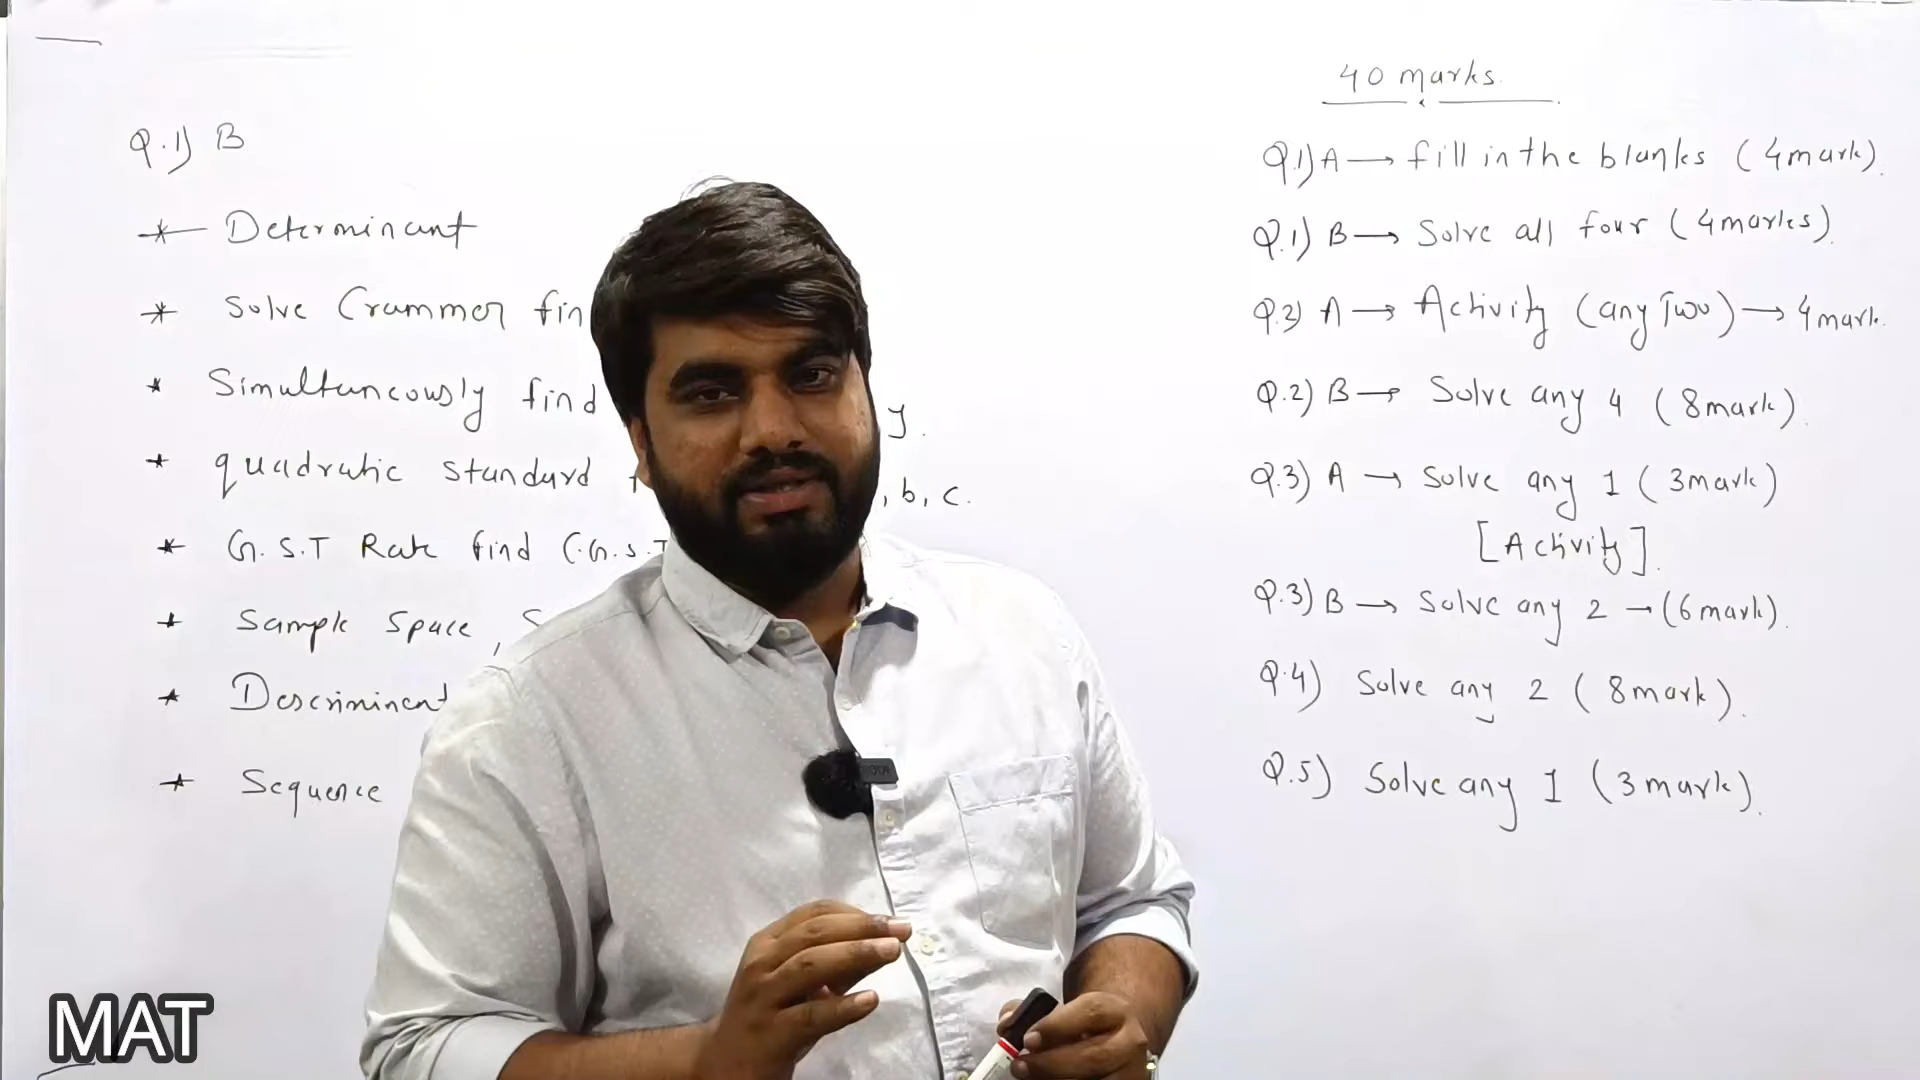 Q.1) B
* Determinant
* Solve Crammer fin
* Simultaneously find
y.
* quadratic standard
, b, c.
* G.S.T Rate find C.G.S.T
* Sample Space, S
* Descriminent
* Sequence
40 marks.
Q.1) A → fill in the blanks (4 mark).
Q.1) B → Solve all four (4 marks).
Q.2) A → Activity (any Two) → 4 mark.
Q.2) B → Solve any 4 (8 mark).
Q.3) A → Solve any 1 (3 mark)
[Activity].
Q.3) B → Solve any 2 → (6 mark).
Q.4) Solve any 2 (8 mark).
Q.5) Solve any 1 (3 mark).
MAT